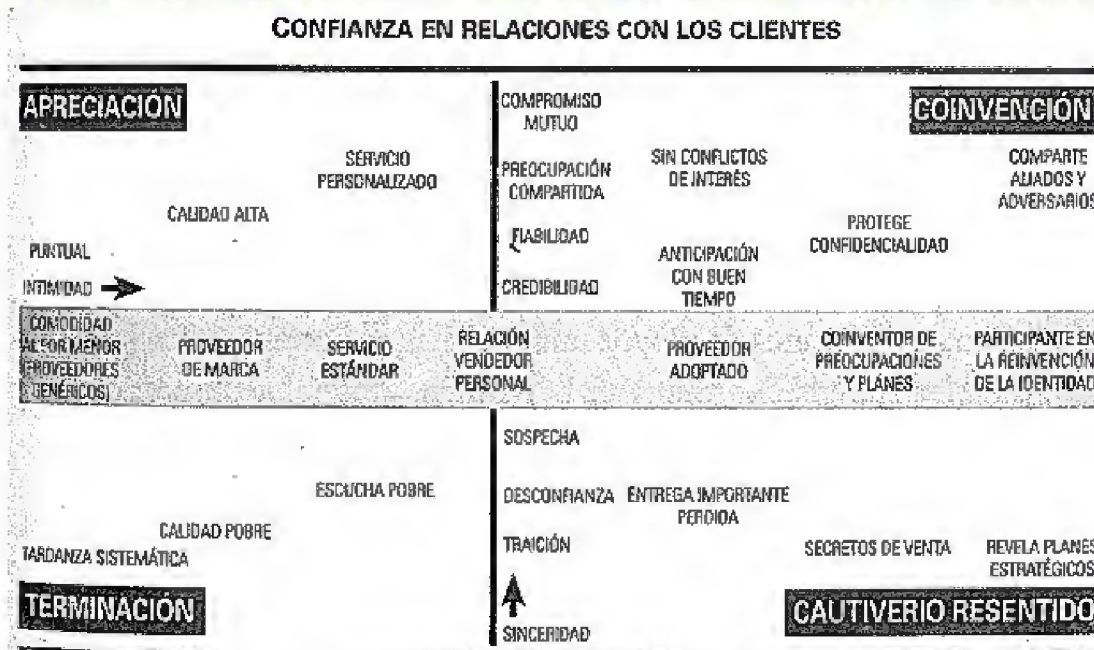 CONFIANZA EN RELACIONES CON LOS CLIENTES
APRECIACIÓN
COMPROMISO
MUTUO
COINVENCIÓN
SERVICIO
PERSONALIZADO
PREOCUPACIÓN
COMPARTIDA
SIN CONFLICTOS
DE INTERÉS
COMPARTE
ALIADOS Y
ADVERSARIOS
CALIDAD ALTA
PUNTUAL
FIABILIDAD
ANTICIPACIÓN
CON BUEN
TIEMPO
PROTEGE
CONFIDENCIALIDAD
INTIMIDAD
CREDIBILIDAD
COMODIDAD
AL POR MENOR
(PROVEEDORES
GENÉRICOS)
PROVEEDOR
DE MARCA
SERVICIO
ESTÁNDAR
RELACIÓN
VENDEDOR
PERSONAL
PROVEEDOR
ADOPTADO
COINVENTOR DE
PREOCUPACIONES
Y PLANES
PARTICIPANTE EN
LA REINVENCIÓN
DE LA IDENTIDAD
SOSPECHA
ESCUCHA POBRE
DESCONFIANZA
ENTREGA IMPORTANTE
PERDIDA
CALIDAD POBRE
TARDANZA SISTEMÁTICA
TRAICIÓN
SECRETOS DE VENTA
REVELA PLANES
ESTRATÉGICOS
TERMINACIÓN
CAUTIVERIO RESENTIDO
SINCERIDAD